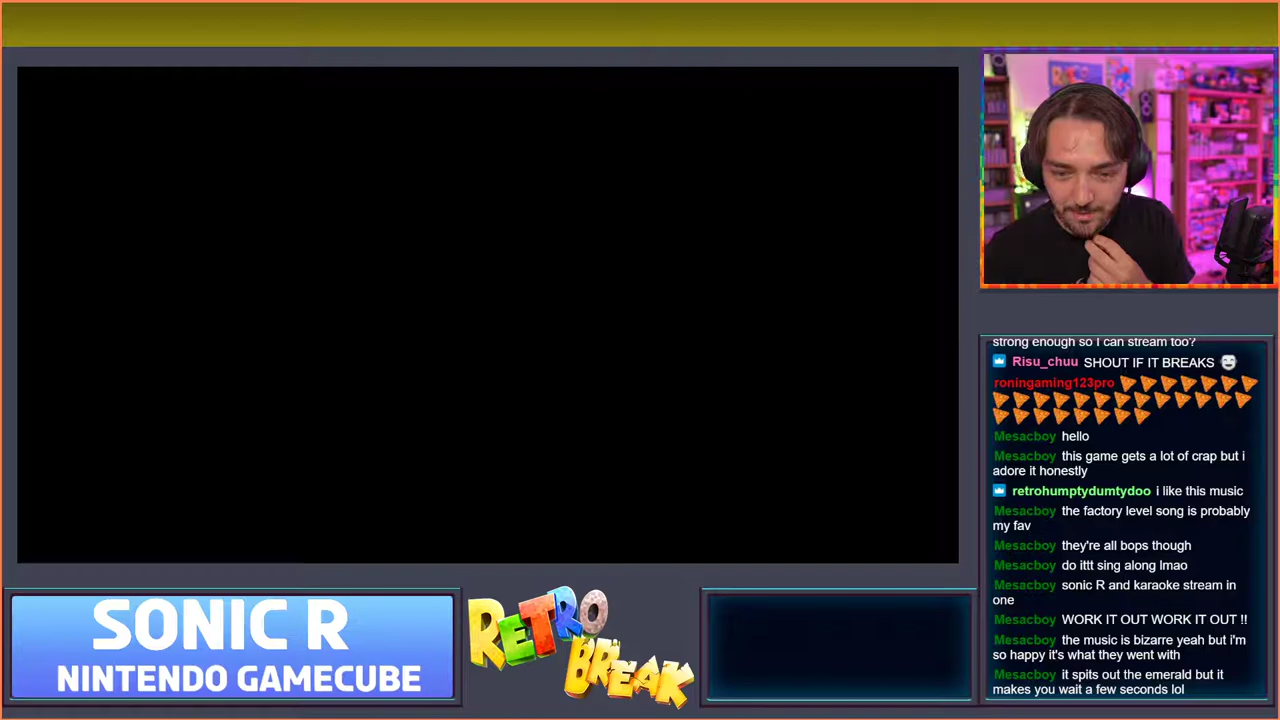 strong enough so I can stream too?
Risu_chuu SHOUT IF IT BREAKS
roningaming123pro
Mesacboy hello
Mesacboy this game gets a lot of crap but i
adore it honestly
retrohumptydumtydoo i like this music
Mesacboy the factory level song is probably
my fav
Mesacboy they're all bops though
Mesacboy do ittt sing along lmao
Mesacboy sonic R and karaoke stream in
one
Mesacboy WORK IT OUT WORK IT OUT !!
Mesacboy the music is bizarre yeah but i'm
so happy it's what they went with
Mesacboy it spits out the emerald but it
makes you wait a few seconds lol
SONIC R
NINTENDO GAMECUBE
RETRO
BREAK